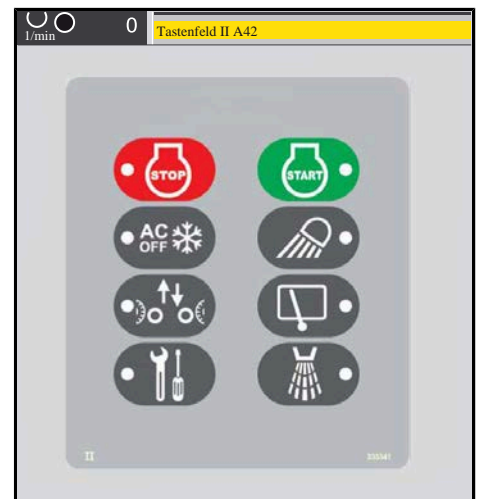 0
1/min
Tastenfeld II A42
STOP
START
AC
OFF
II